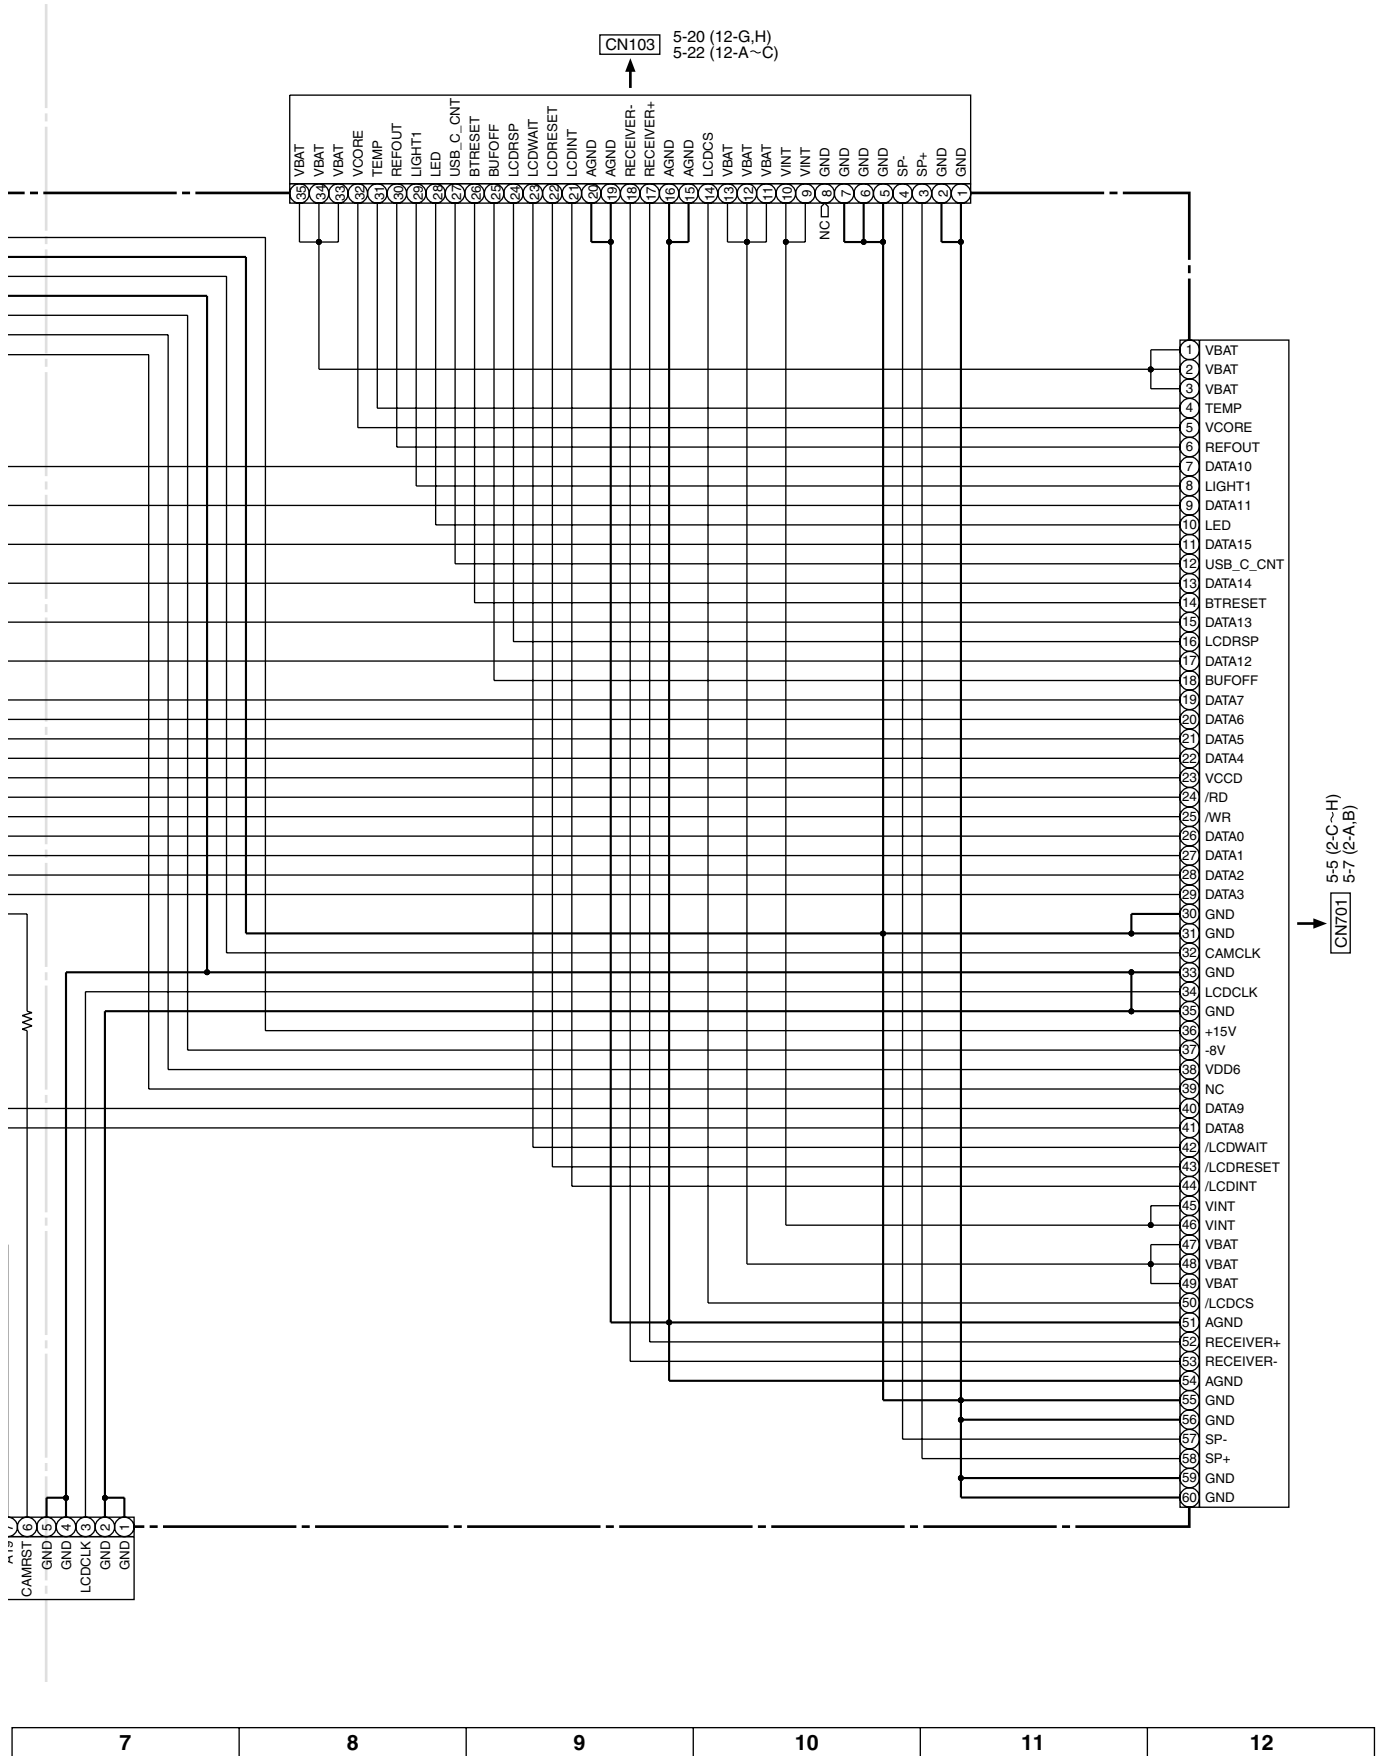 CN103
5-20 (12-G,H)
5-22 (12-A~C)
VBAT
VBAT
VBAT
VCORE
TEMP
REFOUT
LIGHT1
LED
USB_C_CNT
BTRESET
BUFOFF
LCDRSP
LCDWAIT
LCDRESET
LCDINT
AGND
AGND
RECEIVER-
RECEIVER+
AGND
AGND
LCDCS
VBAT
VBAT
VBAT
VINT
VINT
GND
GND
GND
GND
SP-
SP+
GND
GND
35 34 33 32 31 30 29 28 27 26 25 24 23 22 21 20 19 18 17 16 15 14 13 12 11 10 9 8 7 6 5 4 3 2 1
NC
1 VBAT
2 VBAT
3 VBAT
4 TEMP
5 VCORE
6 REFOUT
7 DATA10
8 LIGHT1
9 DATA11
10 LED
11 DATA15
12 USB_C_CNT
13 DATA14
14 BTRESET
15 DATA13
16 LCDRSP
17 DATA12
18 BUFOFF
19 DATA7
20 DATA6
21 DATA5
22 DATA4
23 VCCD
24 /RD
25 /WR
26 DATA0
27 DATA1
28 DATA2
29 DATA3
30 GND
31 GND
32 CAMCLK
33 GND
34 LCDCLK
35 GND
36 +15V
37 -8V
38 VDD6
39 NC
40 DATA9
41 DATA8
42 /LCDWAIT
43 /LCDRESET
44 /LCDINT
45 VINT
46 VINT
47 VBAT
48 VBAT
49 VBAT
50 /LCDCS
51 AGND
52 RECEIVER+
53 RECEIVER-
54 AGND
55 GND
56 GND
57 SP-
58 SP+
59 GND
60 GND
CN701
5-5 (2-C~H)
5-7 (2-A,B)
6 5 4 3 2 1
CAMRST
GND
GND
LCDCLK
GND
GND
7 8 9 10 11 12